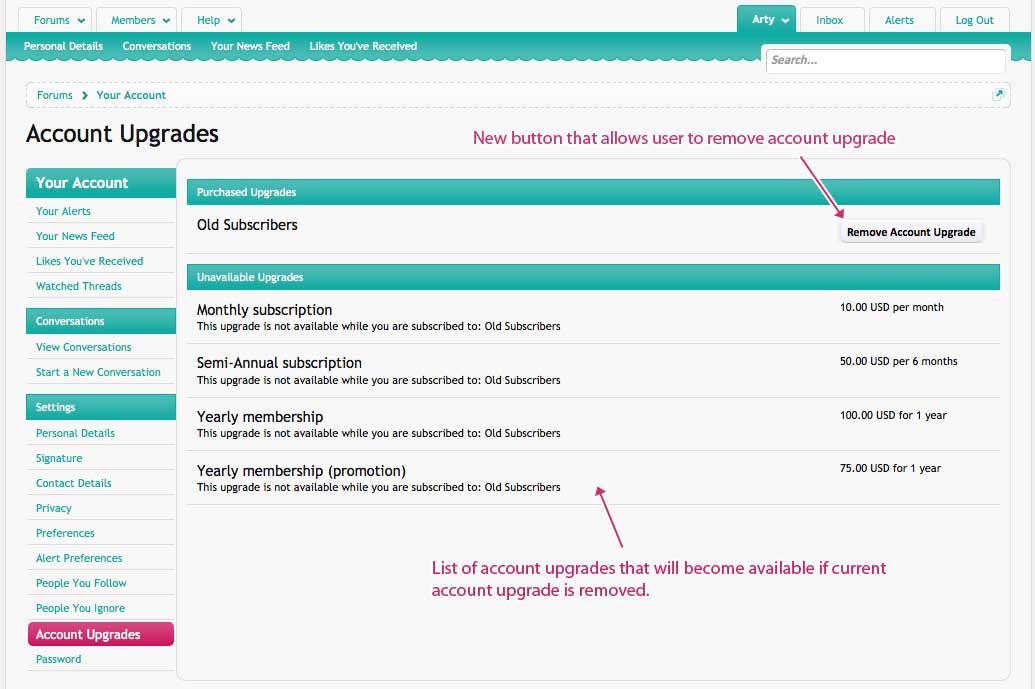 Forums Members Help Arty Inbox Alerts Log Out
Personal Details Conversations Your News Feed Likes You've Received
Search...
Forums Your Account
Account Upgrades
New button that allows user to remove account upgrade
Your Account
Your Alerts
Your News Feed
Likes You've Received
Watched Threads
Conversations
View Conversations
Start a New Conversation
Settings
Personal Details
Signature
Contact Details
Privacy
Preferences
Alert Preferences
People You Follow
People You Ignore
Account Upgrades
Password
Purchased Upgrades
Old Subscribers
Remove Account Upgrade
Unavailable Upgrades
Monthly subscription
10.00 USD per month
This upgrade is not available while you are subscribed to: Old Subscribers
Semi-Annual subscription
50.00 USD per 6 months
This upgrade is not available while you are subscribed to: Old Subscribers
Yearly membership
100.00 USD for 1 year
This upgrade is not available while you are subscribed to: Old Subscribers
Yearly membership (promotion)
75.00 USD for 1 year
This upgrade is not available while you are subscribed to: Old Subscribers
List of account upgrades that will become available if current
account upgrade is removed.